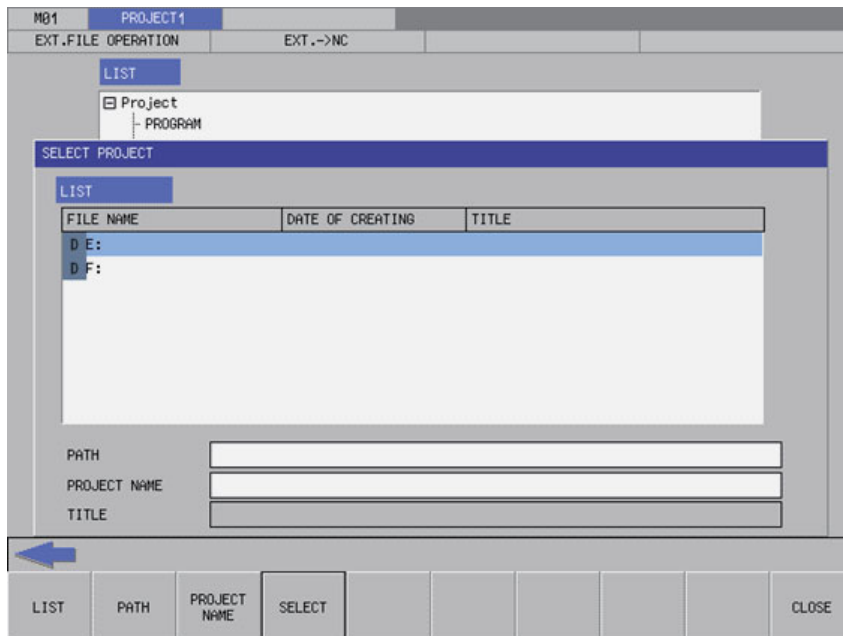 M01 PROJECT1
EXT.FILE OPERATION EXT.->NC
LIST
Project
PROGRAM
SELECT PROJECT
LIST
FILE NAME DATE OF CREATING TITLE
D E:
D F:
PATH
PROJECT NAME
TITLE
LIST PATH PROJECT NAME SELECT CLOSE